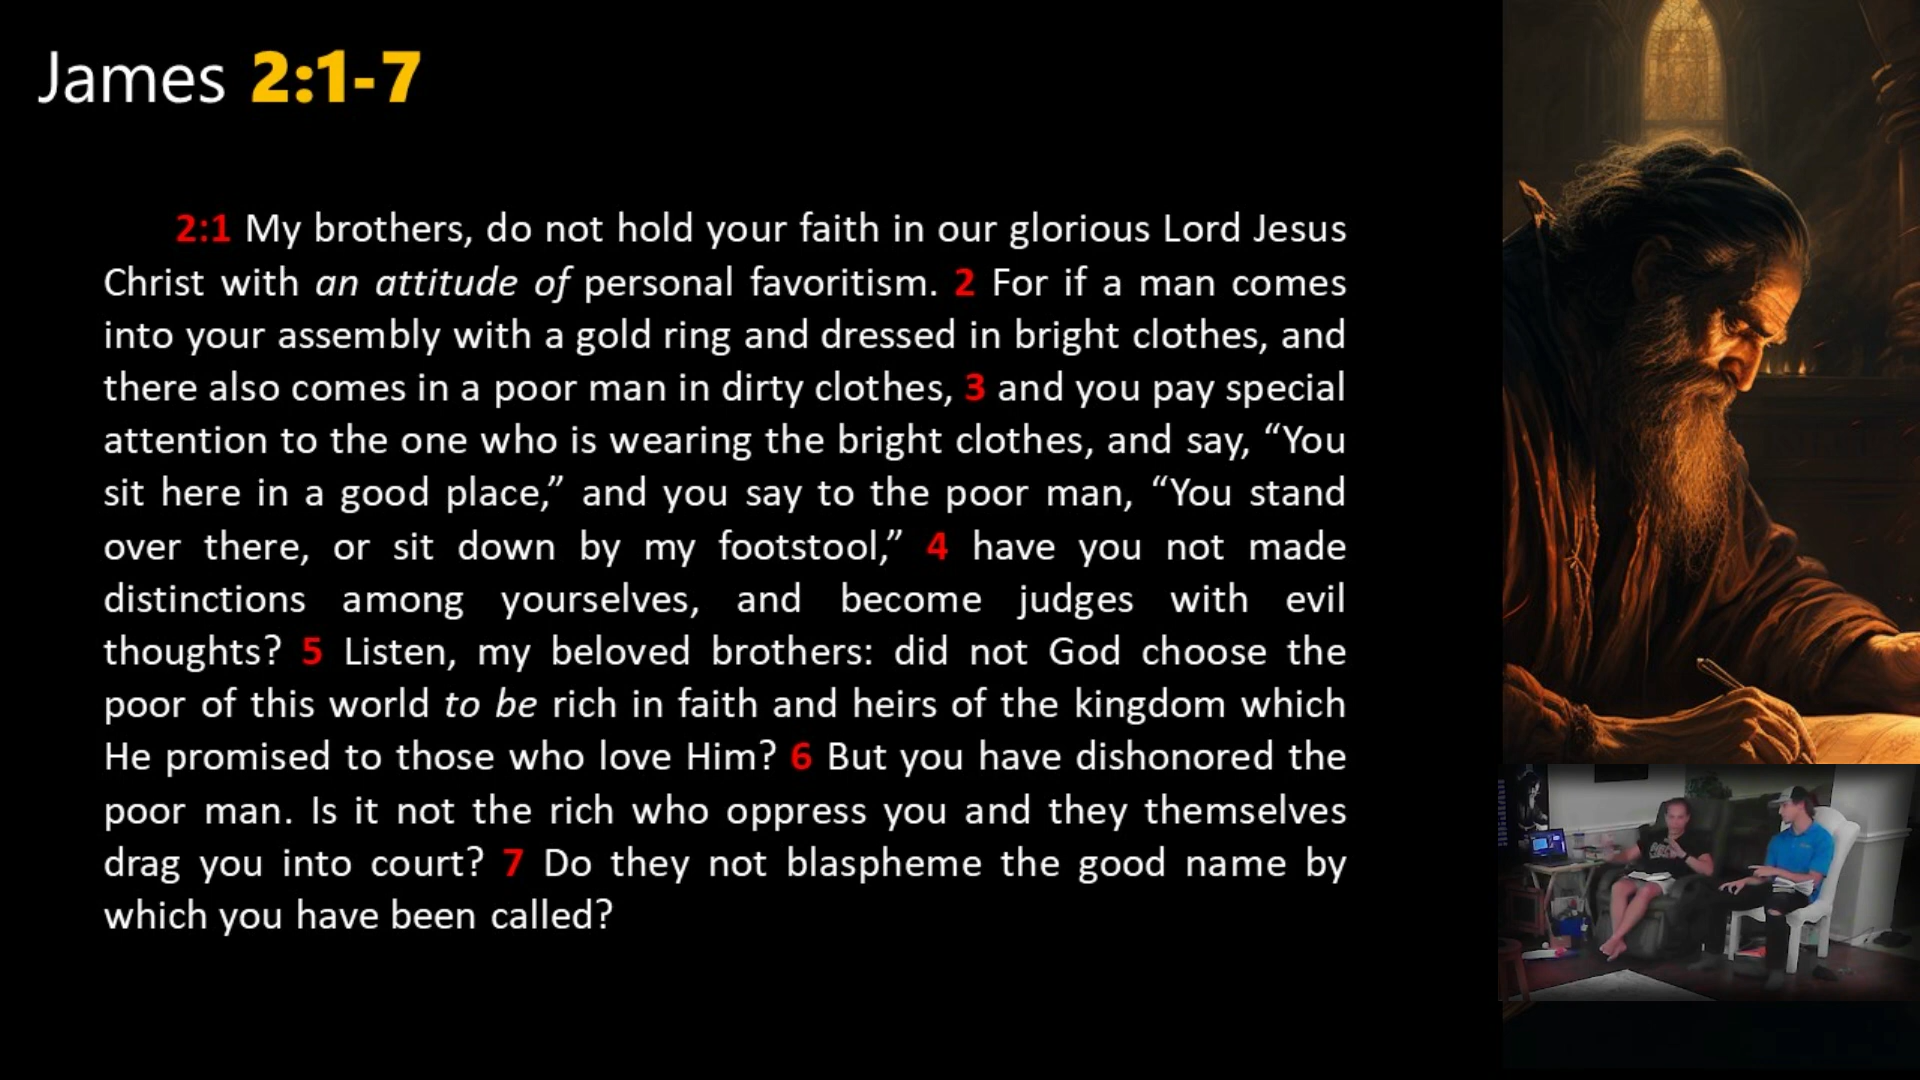 James 2:1-7
2:1 My brothers, do not hold your faith in our glorious Lord Jesus
Christ with an attitude of personal favoritism. 2 For if a man comes
into your assembly with a gold ring and dressed in bright clothes, and
there also comes in a poor man in dirty clothes, 3 and you pay special
attention to the one who is wearing the bright clothes, and say, “You
sit here in a good place,” and you say to the poor man, “You stand
over there, or sit down by my footstool,” 4 have you not made
distinctions among yourselves, and become judges with evil
thoughts? 5 Listen, my beloved brothers: did not God choose the
poor of this world to be rich in faith and heirs of the kingdom which
He promised to those who love Him? 6 But you have dishonored the
poor man. Is it not the rich who oppress you and they themselves
drag you into court? 7 Do they not blaspheme the good name by
which you have been called?